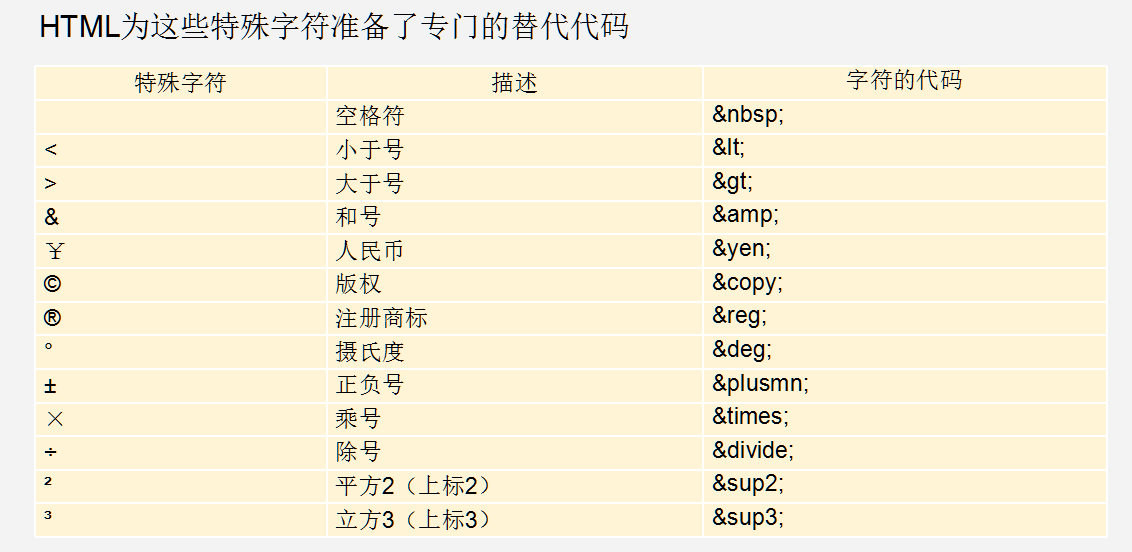 HTML为这些特殊字符准备了专门的替代代码
特殊字符 描述 字符的代码
空格符 &nbsp;
< 小于号 &lt;
> 大于号 &gt;
& 和号 &amp;
¥ 人民币 &yen;
© 版权 &copy;
® 注册商标 &reg;
° 摄氏度 &deg;
± 正负号 &plusmn;
× 乘号 &times;
÷ 除号 &divide;
² 平方2（上标2） &sup2;
³ 立方3（上标3） &sup3;